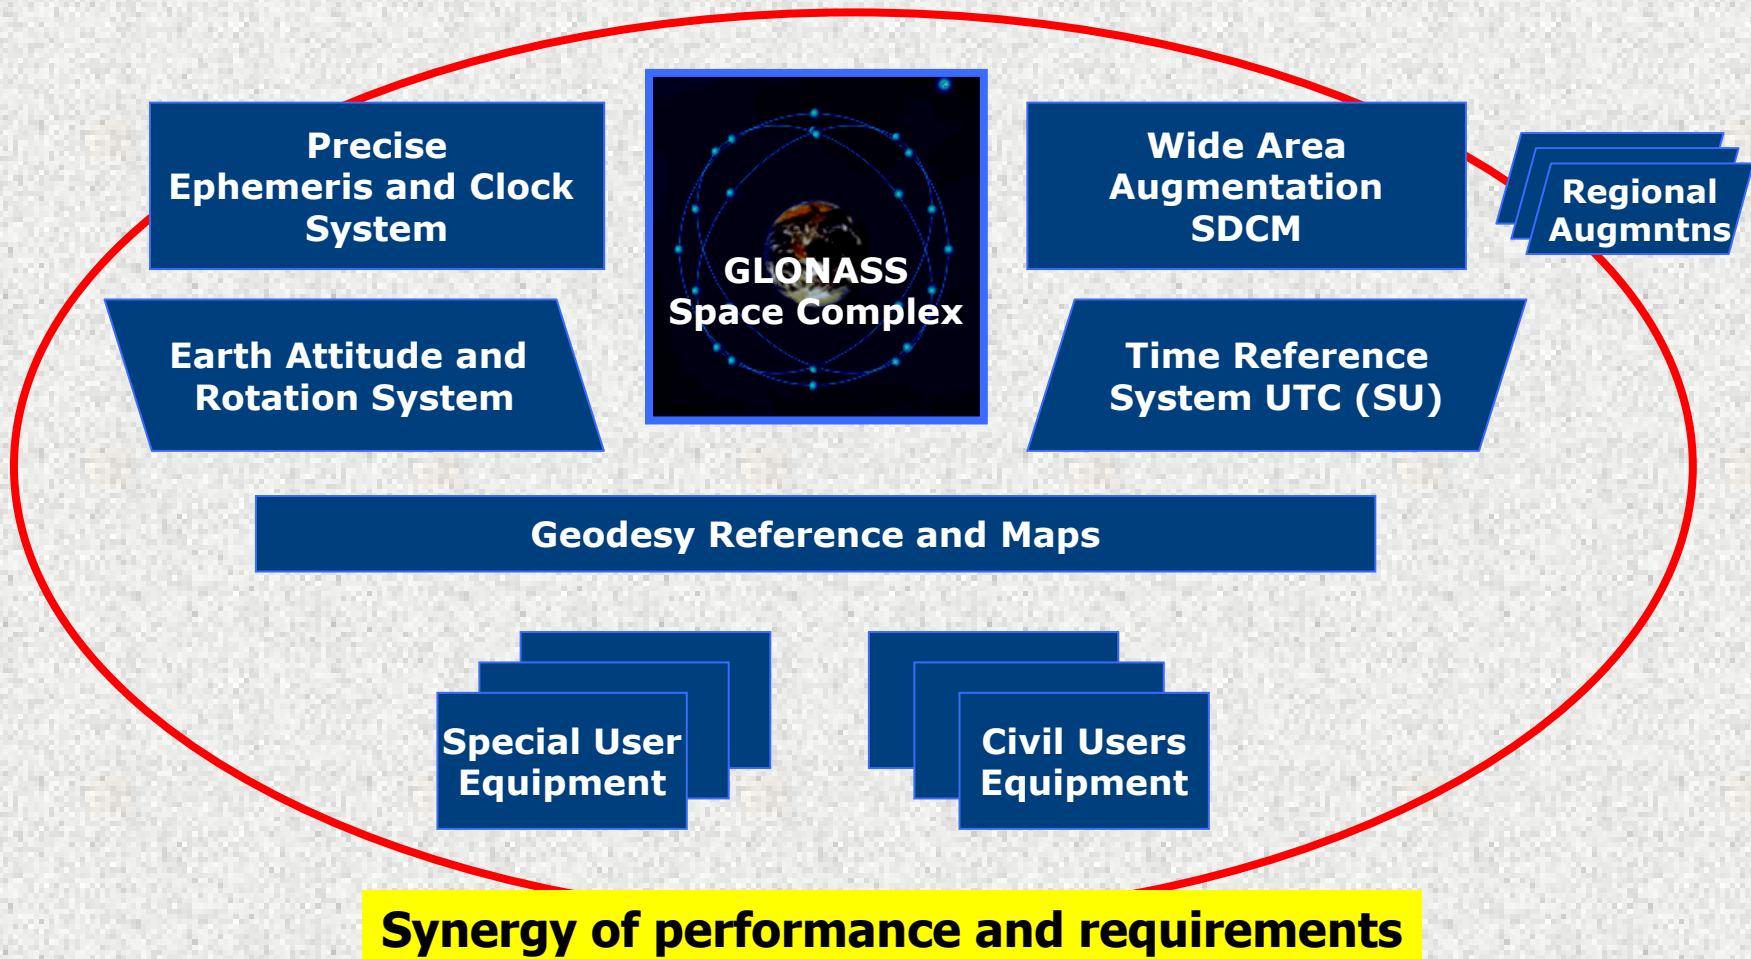 Precise
Ephemeris and Clock
System
GLONASS
Space Complex
Wide Area
Augmentation
SDCM
Regional
Augmntns
Earth Attitude and
Rotation System
Time Reference
System UTC (SU)
Geodesy Reference and Maps
Special User
Equipment
Civil Users
Equipment
Synergy of performance and requirements